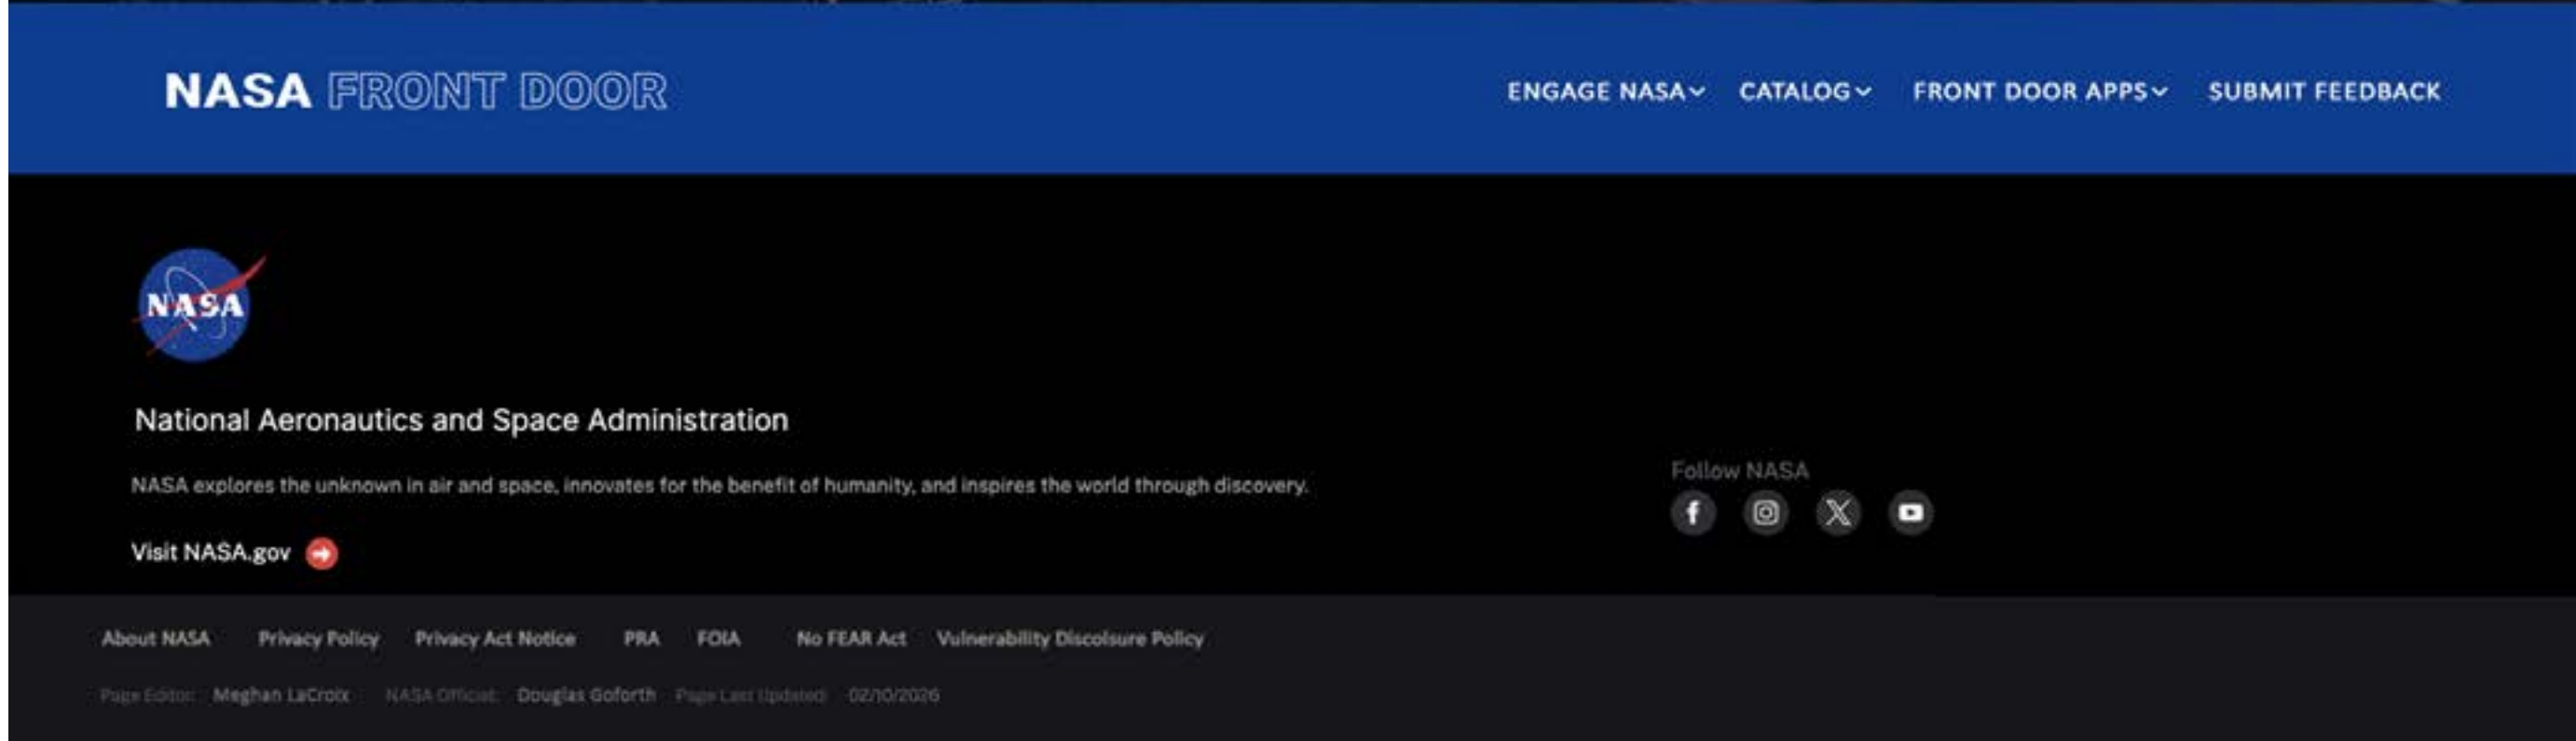 NASA FRONT DOOR
ENGAGE NASA CATALOG FRONT DOOR APPS SUBMIT FEEDBACK
NASA
National Aeronautics and Space Administration
NASA explores the unknown in air and space, innovates for the benefit of humanity, and inspires the world through discovery.
Follow NASA
Visit NASA.gov
About NASA Privacy Policy Privacy Act Notice PRA FOIA No FEAR Act Vulnerability Discolsure Policy
Page Editor: Meghan LaCroix NASA Official: Douglas Goforth Page Last Updated: 02/10/2026